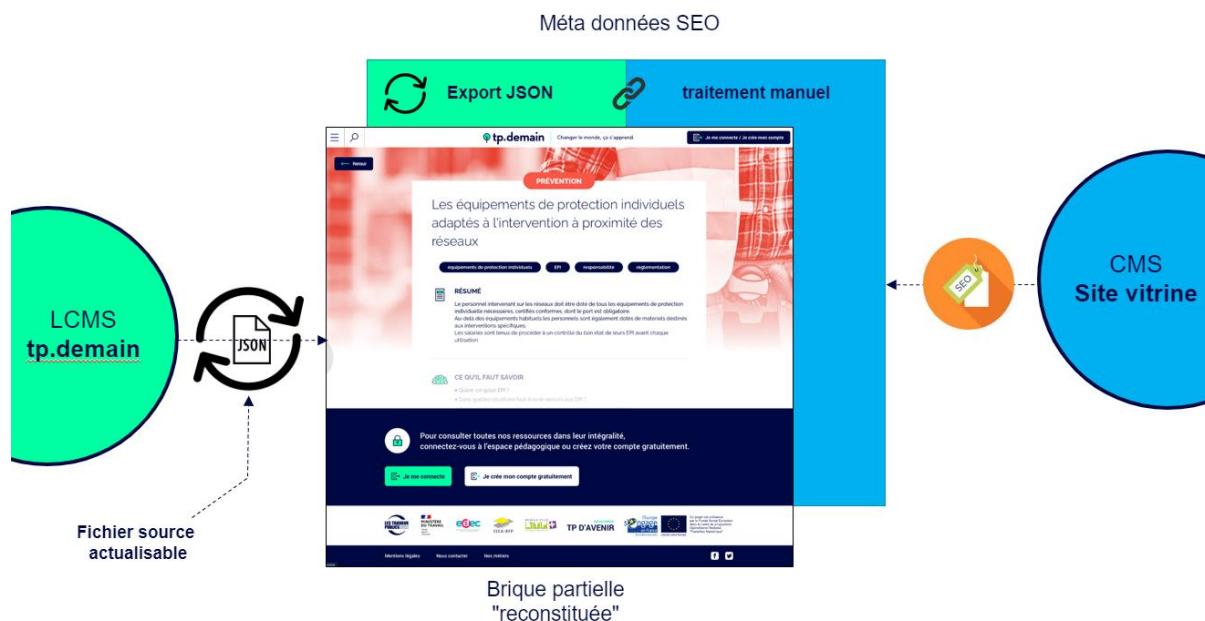 Méta données SEO
Export JSON
traitement manuel
tp.demain
Changer le monde, ça s'apprend.
Je me connecte / Je crée mon compte
Retour
PRÉVENTION
Les équipements de protection individuels
adaptés à l'intervention à proximité des
réseaux
équipements de protection individuels
EPI
responsabilité
réglementation
RÉSUMÉ
Le personnel intervenant sur les réseaux doit être doté de tous les équipements de protection
individuelle nécessaires, certifiés conformes, dont le port est obligatoire.
Au-delà des équipements habituels les personnels sont également dotés de matériels destinés
aux interventions spécifiques.
Les salariés sont tenus de procéder à un contrôle du bon état de leurs EPI avant chaque
utilisation
CE QU'IL FAUT SAVOIR
LCMS
tp.demain
JSON
SEO
CMS
Site vitrine
Pour consulter toutes nos ressources dans leur intégralité,
connectez-vous à l'espace pédagogique ou créez votre compte gratuitement.
Je me connecte
Je crée mon compte gratuitement
Fichier source
actualisable
MINISTÈRE
DU TRAVAIL
edec
TP D'AVENIR
Mentions légales
Nous contacter
Nos métiers
Brique partielle
"reconstituée"